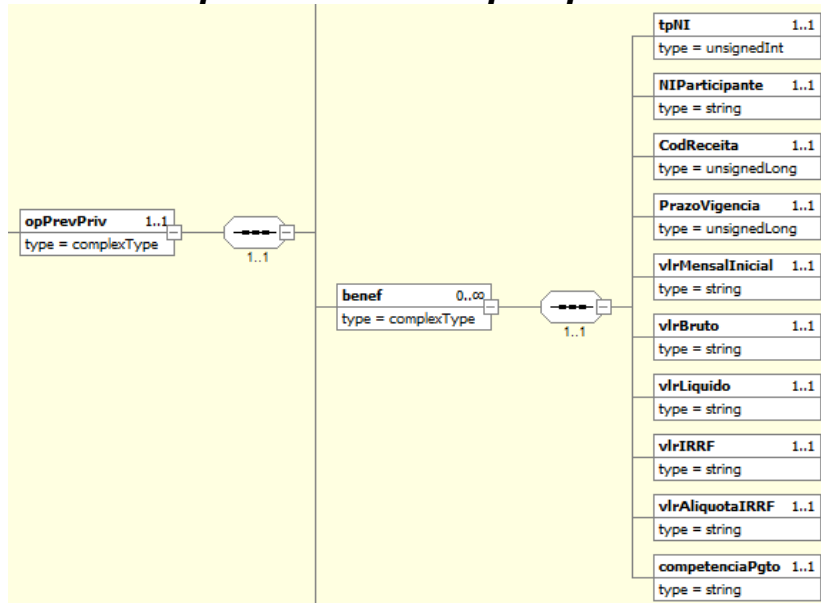 tpNI 1..1
type = unsignedInt
NIParticipante 1..1
type = string
CodReceita 1..1
type = unsignedLong
PrazoVigencia 1..1
type = unsignedLong
opPrevPriv 1..1
type = complexType
1..1
vlrMensalInicial 1..1
type = string
benef 0..∞
type = complexType
1..1
vlrBruto 1..1
type = string
vlrLiquido 1..1
type = string
vlrIRRF 1..1
type = string
vlrAliquotaIRRF 1..1
type = string
competenciaPgto 1..1
type = string